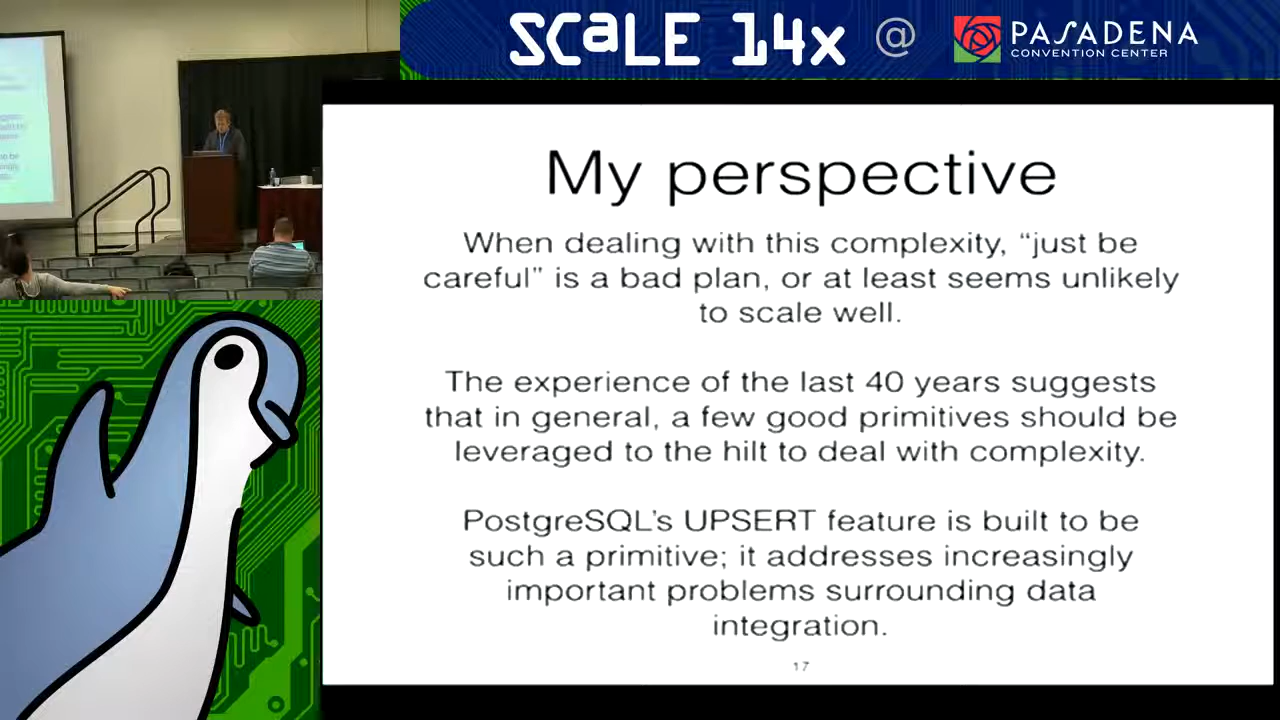 SCaLE 14x @ PASADENA
CONVENTION CENTER
My perspective
When dealing with this complexity, “just be
careful” is a bad plan, or at least seems unlikely
to scale well.
The experience of the last 40 years suggests
that in general, a few good primitives should be
leveraged to the hilt to deal with complexity.
PostgreSQL’s UPSERT feature is built to be
such a primitive; it addresses increasingly
important problems surrounding data
integration.
17